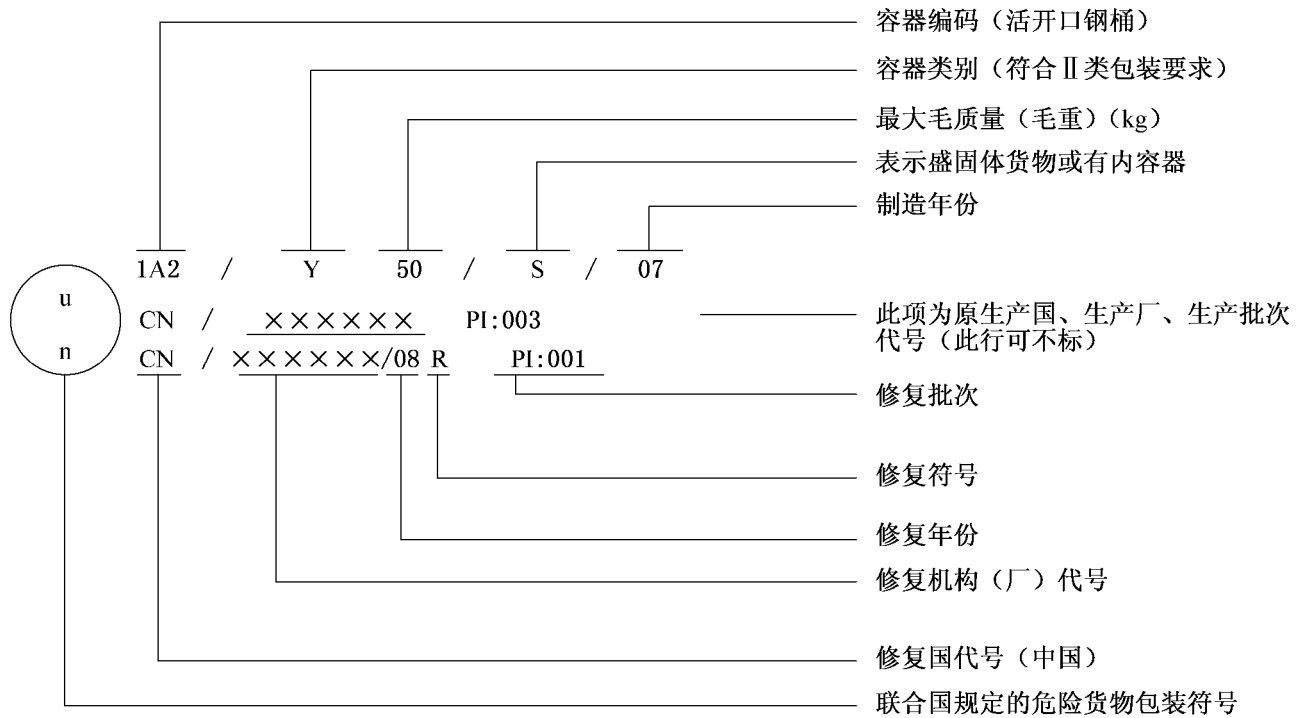 容器编码（活开口钢桶）
容器类别（符合Ⅱ类包装要求）
最大毛质量（毛重）（kg）
表示盛固体货物或有内容器
制造年份
1A2 / Y 50 / S / 07
u
n
CN / ×××××× PI:003
此项为原生产国、生产厂、生产批次
代号（此行可不标）
CN / ××××××/08 R PI:001
修复批次
修复符号
修复年份
修复机构（厂）代号
修复国代号（中国）
联合国规定的危险货物包装符号